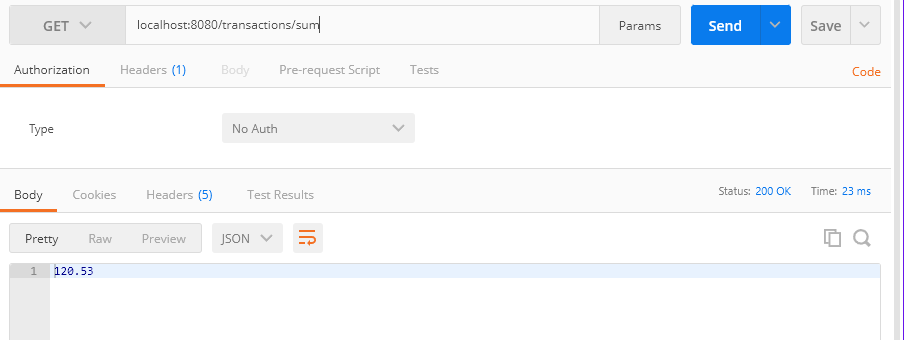 GET localhost:8080/transactions/sum Params Send Save
Authorization Headers (1) Body Pre-request Script Tests Code
Type No Auth
Body Cookies Headers (5) Test Results Status: 200 OK Time: 23 ms
Pretty Raw Preview JSON
1 120.53